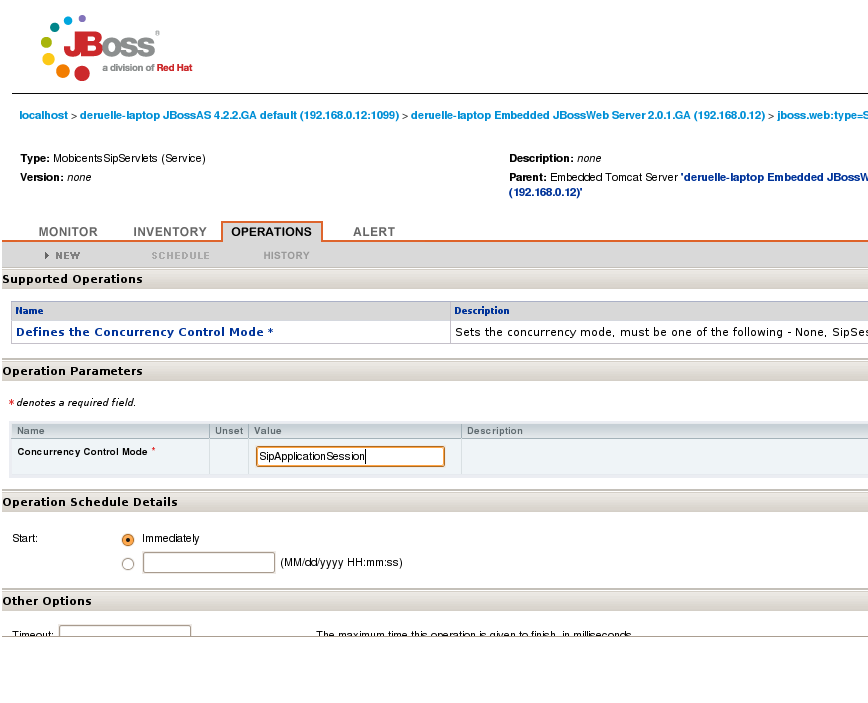 JBoss®
a division of Red Hat
localhost > deruelle-laptop JBossAS 4.2.2.GA default (192.168.0.12:1099) > deruelle-laptop Embedded JBossWeb Server 2.0.1.GA (192.168.0.12) > jboss.web:type=S
Type: MobicentsSipServlets (Service)
Description: none
Version: none
Parent: Embedded Tomcat Server 'deruelle-laptop Embedded JBossW
(192.168.0.12)'
MONITOR INVENTORY OPERATIONS ALERT
NEW SCHEDULE HISTORY
Supported Operations
Name Description
Defines the Concurrency Control Mode * Sets the concurrency mode, must be one of the following - None, SipSes
Operation Parameters
* denotes a required field.
Name Unset Value Description
Concurrency Control Mode * SipApplicationSession
Operation Schedule Details
Start: Immediately
(MM/dd/yyyy HH:mm:ss)
Other Options
Timeout: The maximum time this operation is given to finish, in milliseconds